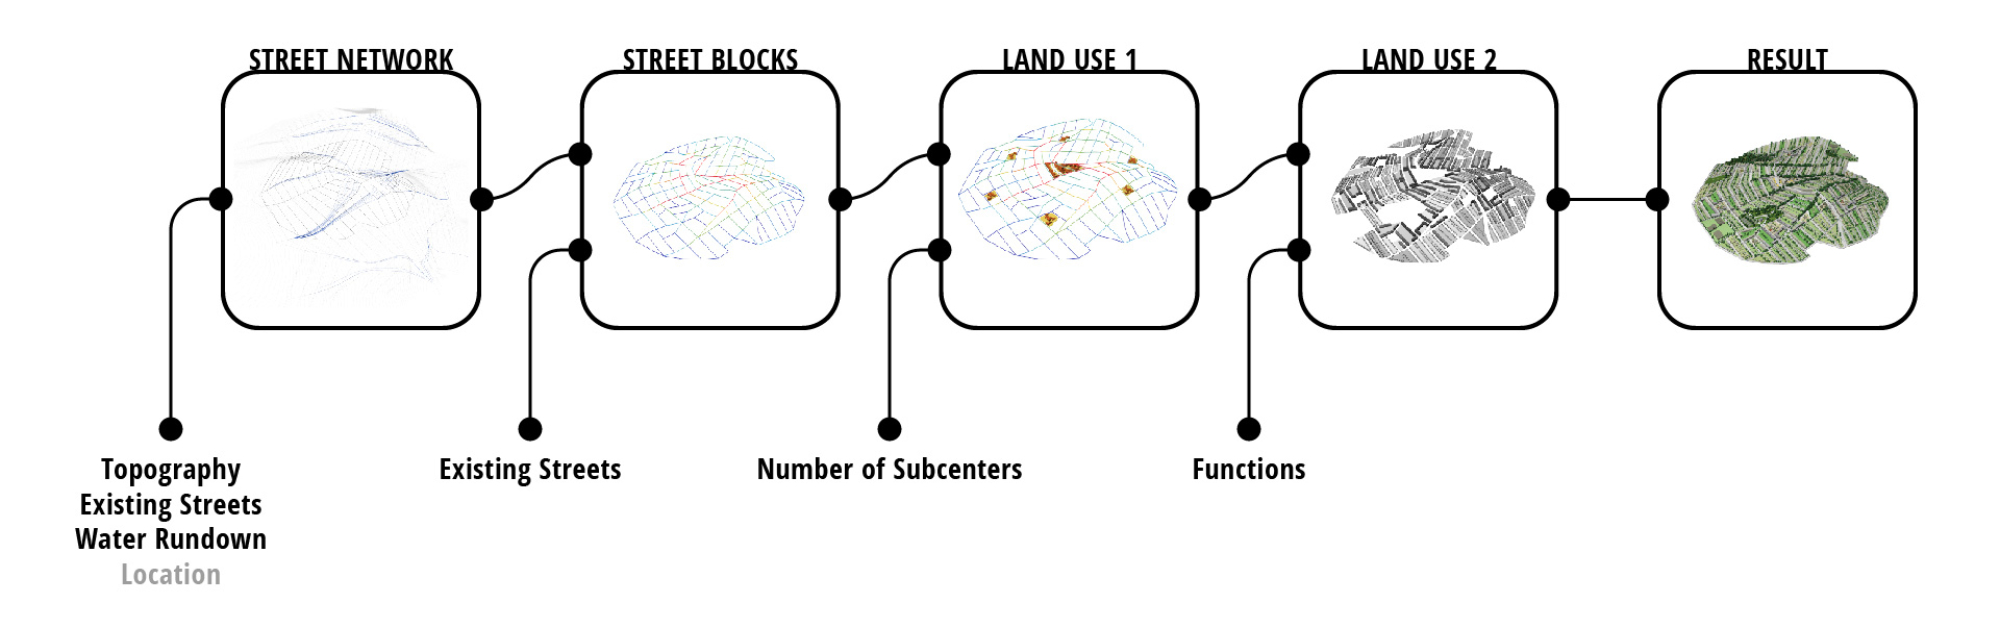 STREET NETWORK
STREET BLOCKS
LAND USE 1
LAND USE 2
RESULT
Topography
Existing Streets
Water Rundown
Location
Existing Streets
Number of Subcenters
Functions